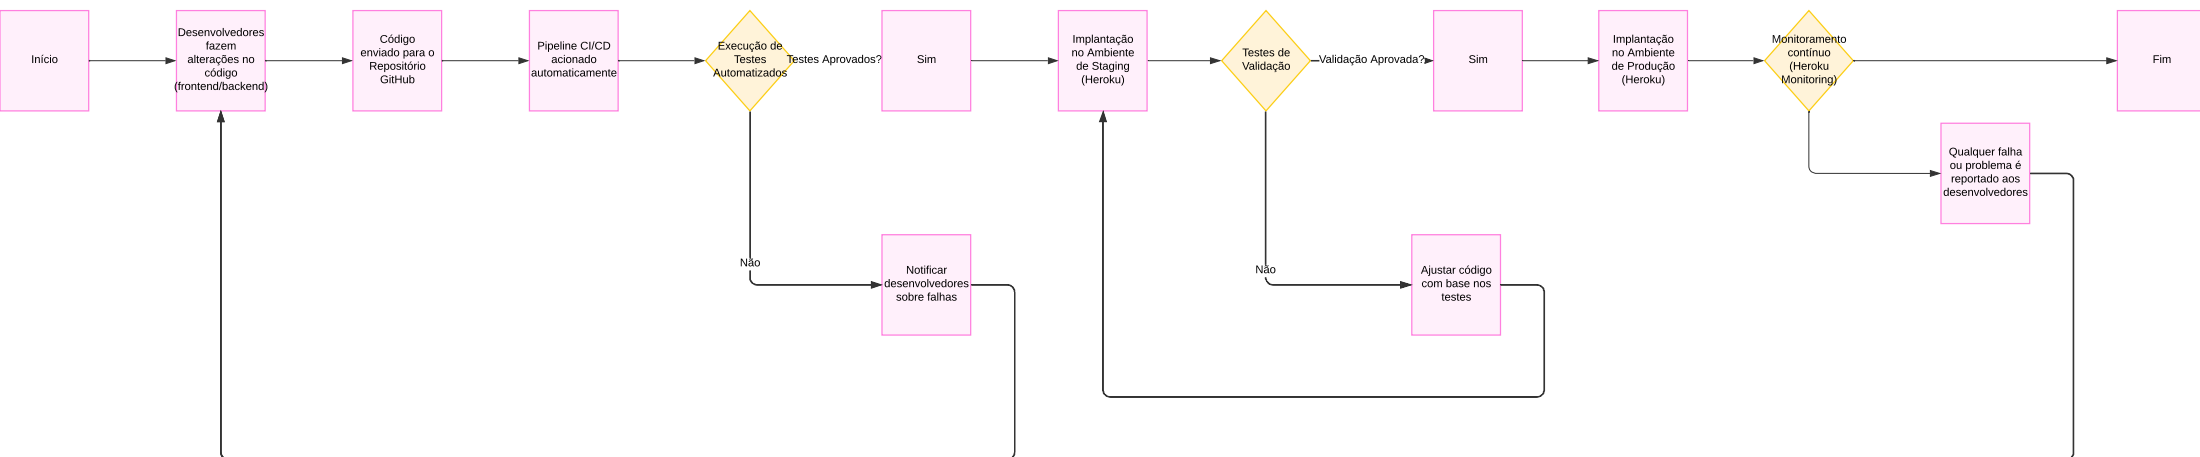 Início
Desenvolvedores
fazem
alterações no
código
(frontend/backend)
Código
enviado para o
Repositório
GitHub
Pipeline CI/CD
acionado
automaticamente
Execução de
Testes
Automatizados
Testes Aprovados?
Sim
Implantação
no Ambiente
de Staging
(Heroku)
Testes de
Validação
Validação Aprovada?
Sim
Implantação
no Ambiente
de Produção
(Heroku)
Monitoramento
contínuo
(Heroku
Monitoring)
Fim
Qualquer falha
ou problema é
reportado aos
desenvolvedores
Não
Notificar
desenvolvedores
sobre falhas
Não
Ajustar código
com base nos
testes